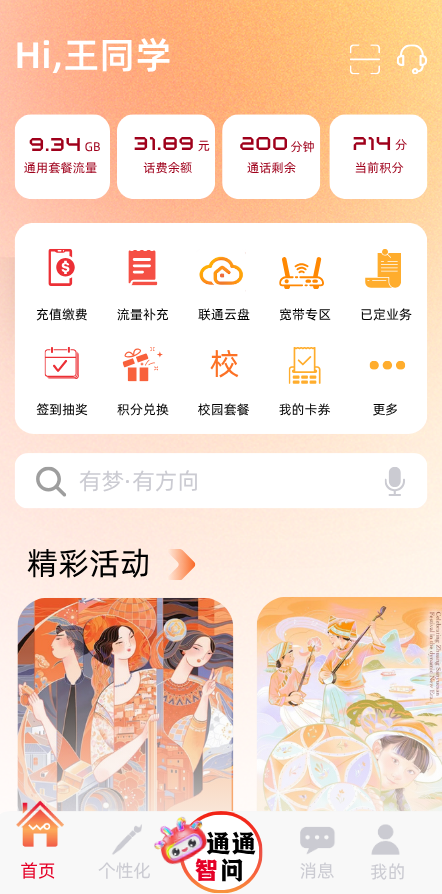 Hi,王同学
9.34 GB
通用套餐流量
31.89 元
话费余额
200 分钟
通话剩余
714 分
当前积分
充值缴费
流量补充
联通云盘
宽带专区
已定业务
签到抽奖
积分兑换
校
校园套餐
我的卡券
更多
有梦·有方向
精彩活动
Celebrating Zhuang Sanyuesan
Festival in the dynamic New Era
首页
个性化
通通
智问
消息
我的